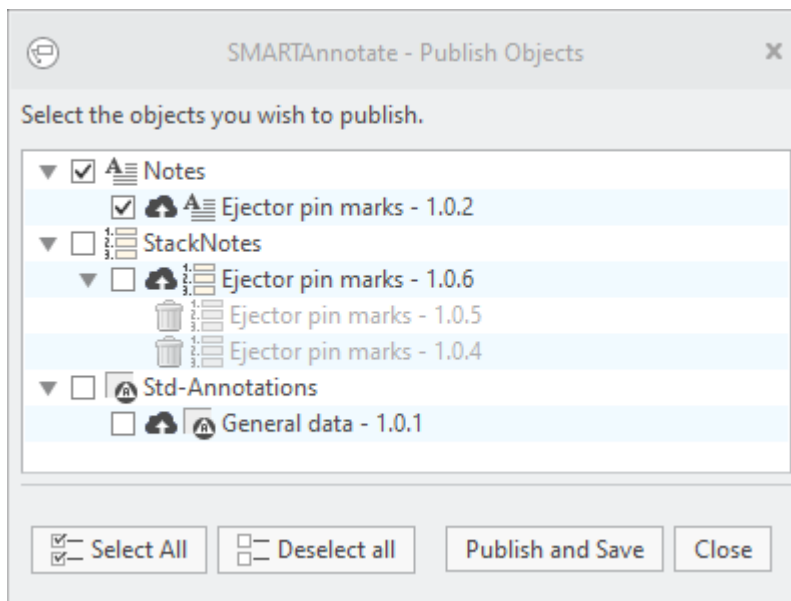 SMARTAnnotate - Publish Objects
Select the objects you wish to publish.
Notes
Ejector pin marks - 1.0.2
StackNotes
Ejector pin marks - 1.0.6
Ejector pin marks - 1.0.5
Ejector pin marks - 1.0.4
Std-Annotations
General data - 1.0.1
Select All Deselect all Publish and Save Close